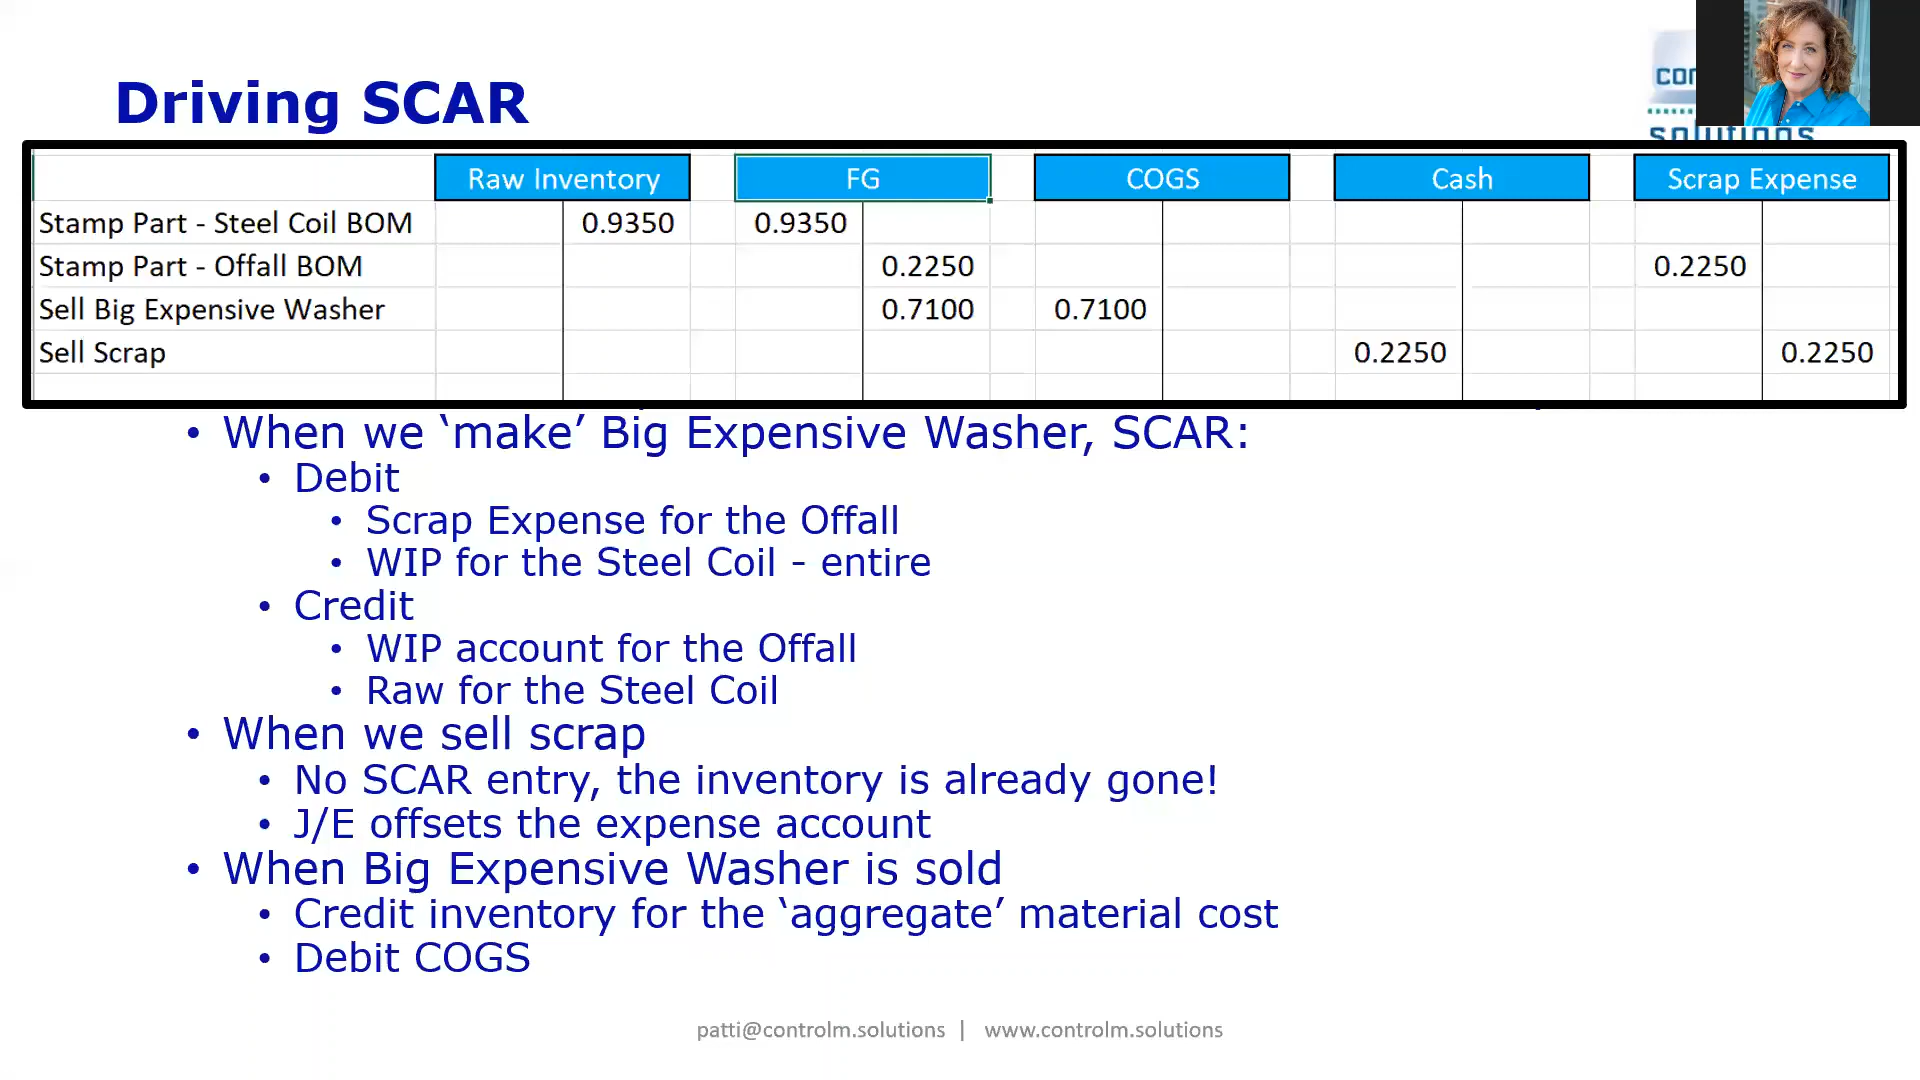 Driving SCAR
solutions
Raw Inventory FG COGS Cash Scrap Expense
Stamp Part - Steel Coil BOM 0.9350 0.9350
Stamp Part - Offall BOM 0.2250 0.2250
Sell Big Expensive Washer 0.7100 0.7100
Sell Scrap 0.2250 0.2250
• When we ‘make’ Big Expensive Washer, SCAR:
• Debit
• Scrap Expense for the Offall
• WIP for the Steel Coil - entire
• Credit
• WIP account for the Offall
• Raw for the Steel Coil
• When we sell scrap
• No SCAR entry, the inventory is already gone!
• J/E offsets the expense account
• When Big Expensive Washer is sold
• Credit inventory for the ‘aggregate’ material cost
• Debit COGS
patti@controlm.solutions | www.controlm.solutions